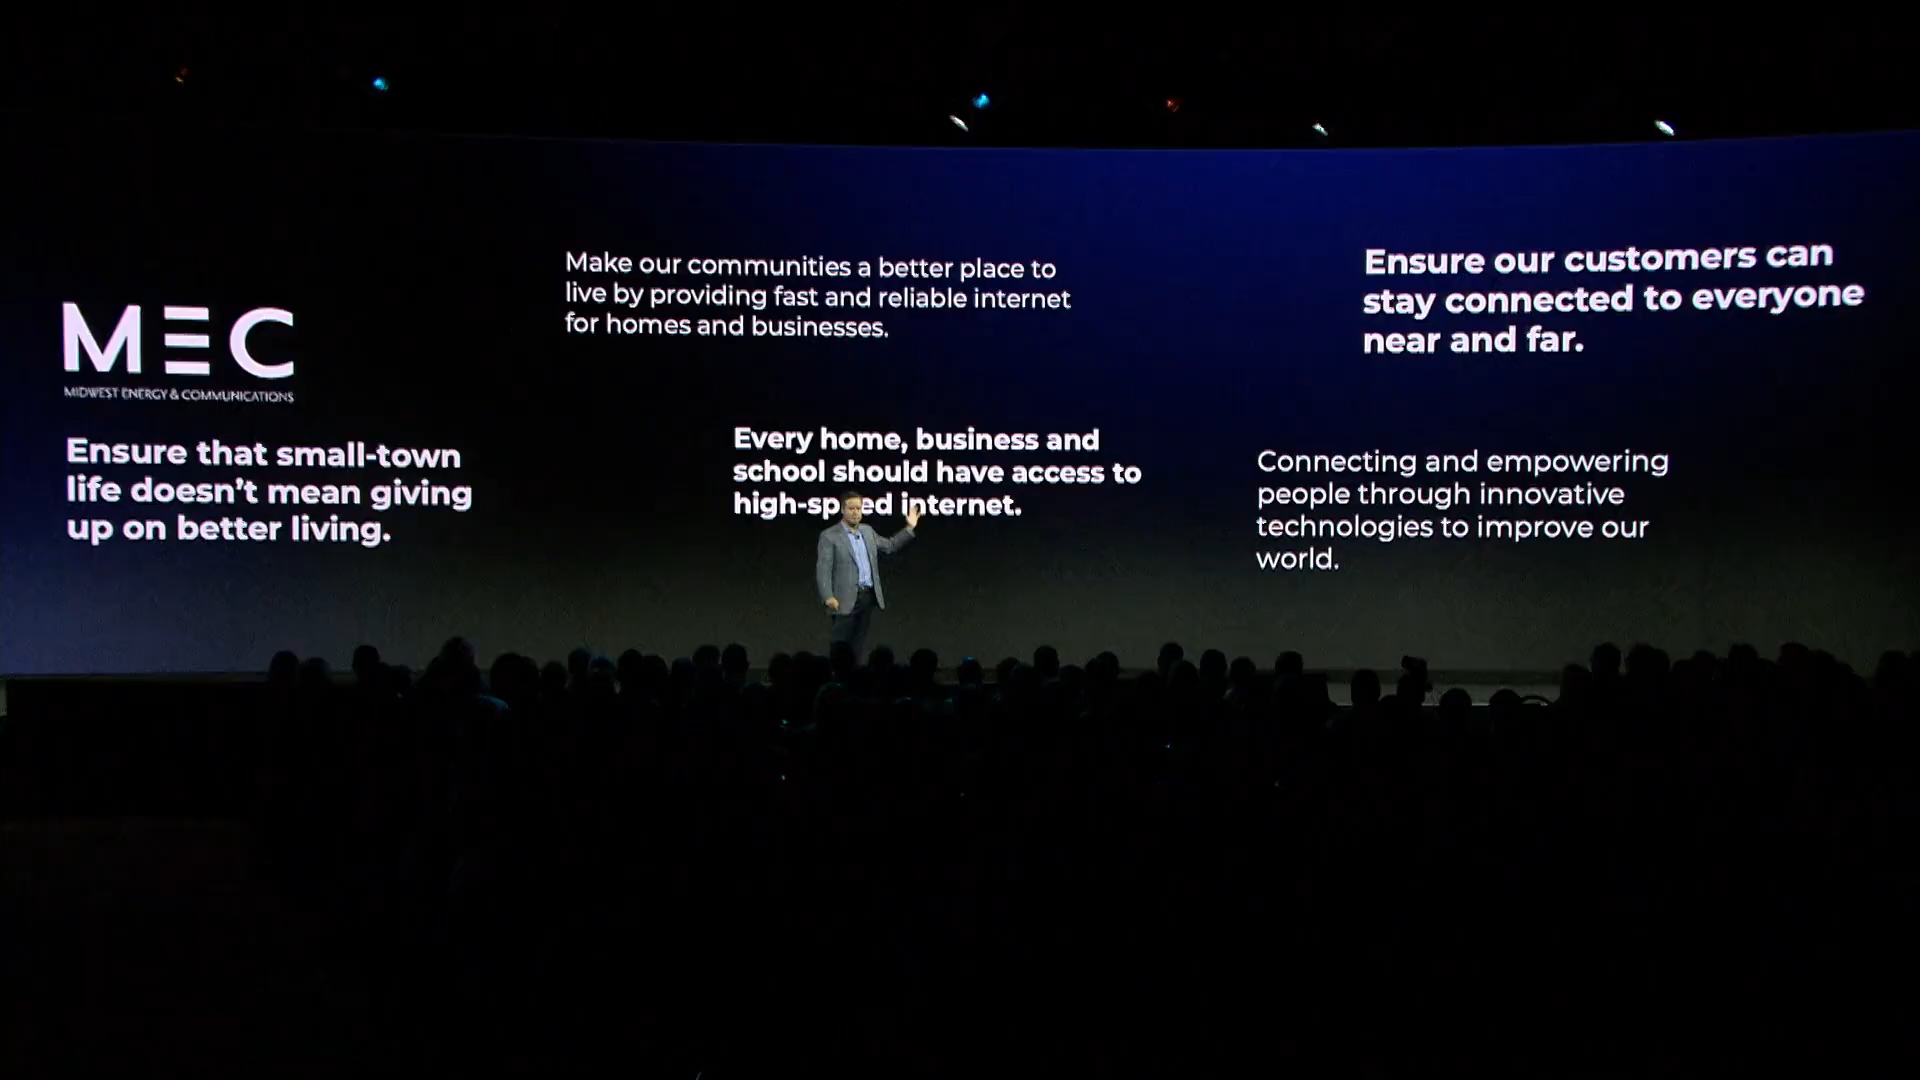 MEC
MIDWEST ENERGY & COMMUNICATIONS
Ensure that small-town
life doesn't mean giving
up on better living.
Make our communities a better place to
live by providing fast and reliable internet
for homes and businesses.
Every home, business and
school should have access to
high-speed internet.
Ensure our customers can
stay connected to everyone
near and far.
Connecting and empowering
people through innovative
technologies to improve our
world.